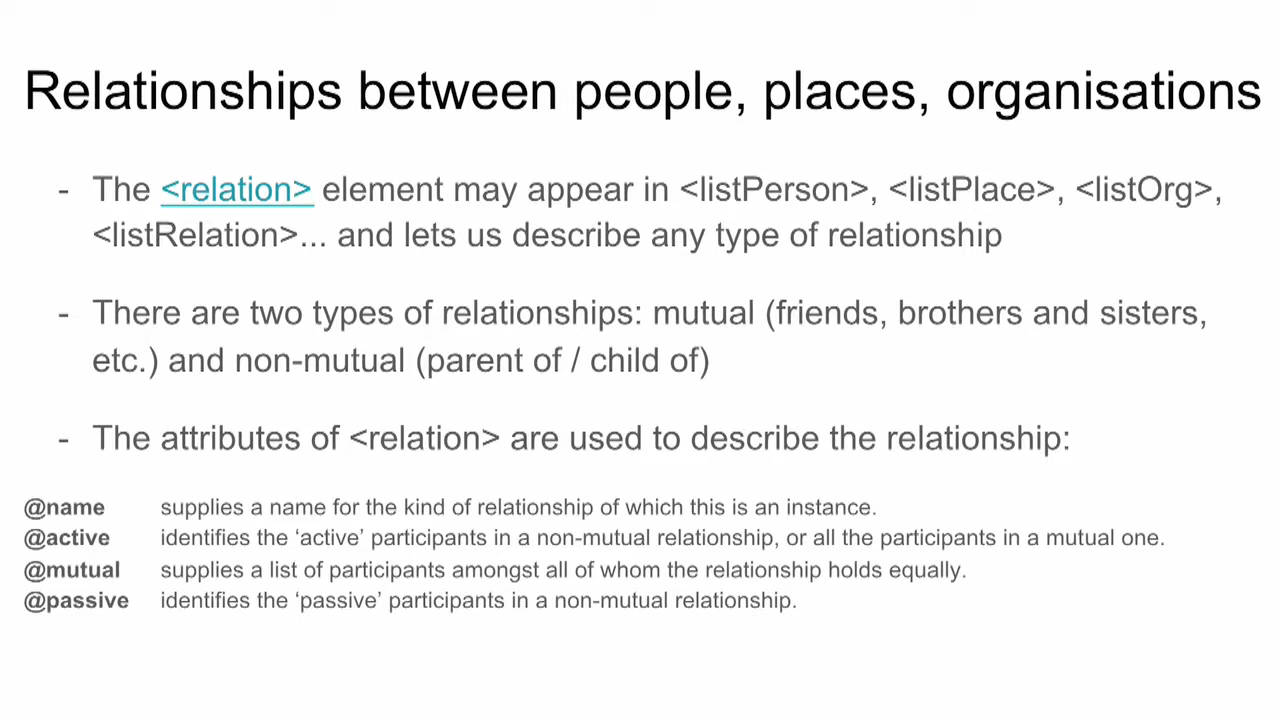 Relationships between people, places, organisations
- The <relation> element may appear in <listPerson>, <listPlace>, <listOrg>,
<listRelation>... and lets us describe any type of relationship
- There are two types of relationships: mutual (friends, brothers and sisters,
etc.) and non-mutual (parent of / child of)
- The attributes of <relation> are used to describe the relationship:
@name supplies a name for the kind of relationship of which this is an instance.
@active identifies the ‘active’ participants in a non-mutual relationship, or all the participants in a mutual one.
@mutual supplies a list of participants amongst all of whom the relationship holds equally.
@passive identifies the ‘passive’ participants in a non-mutual relationship.